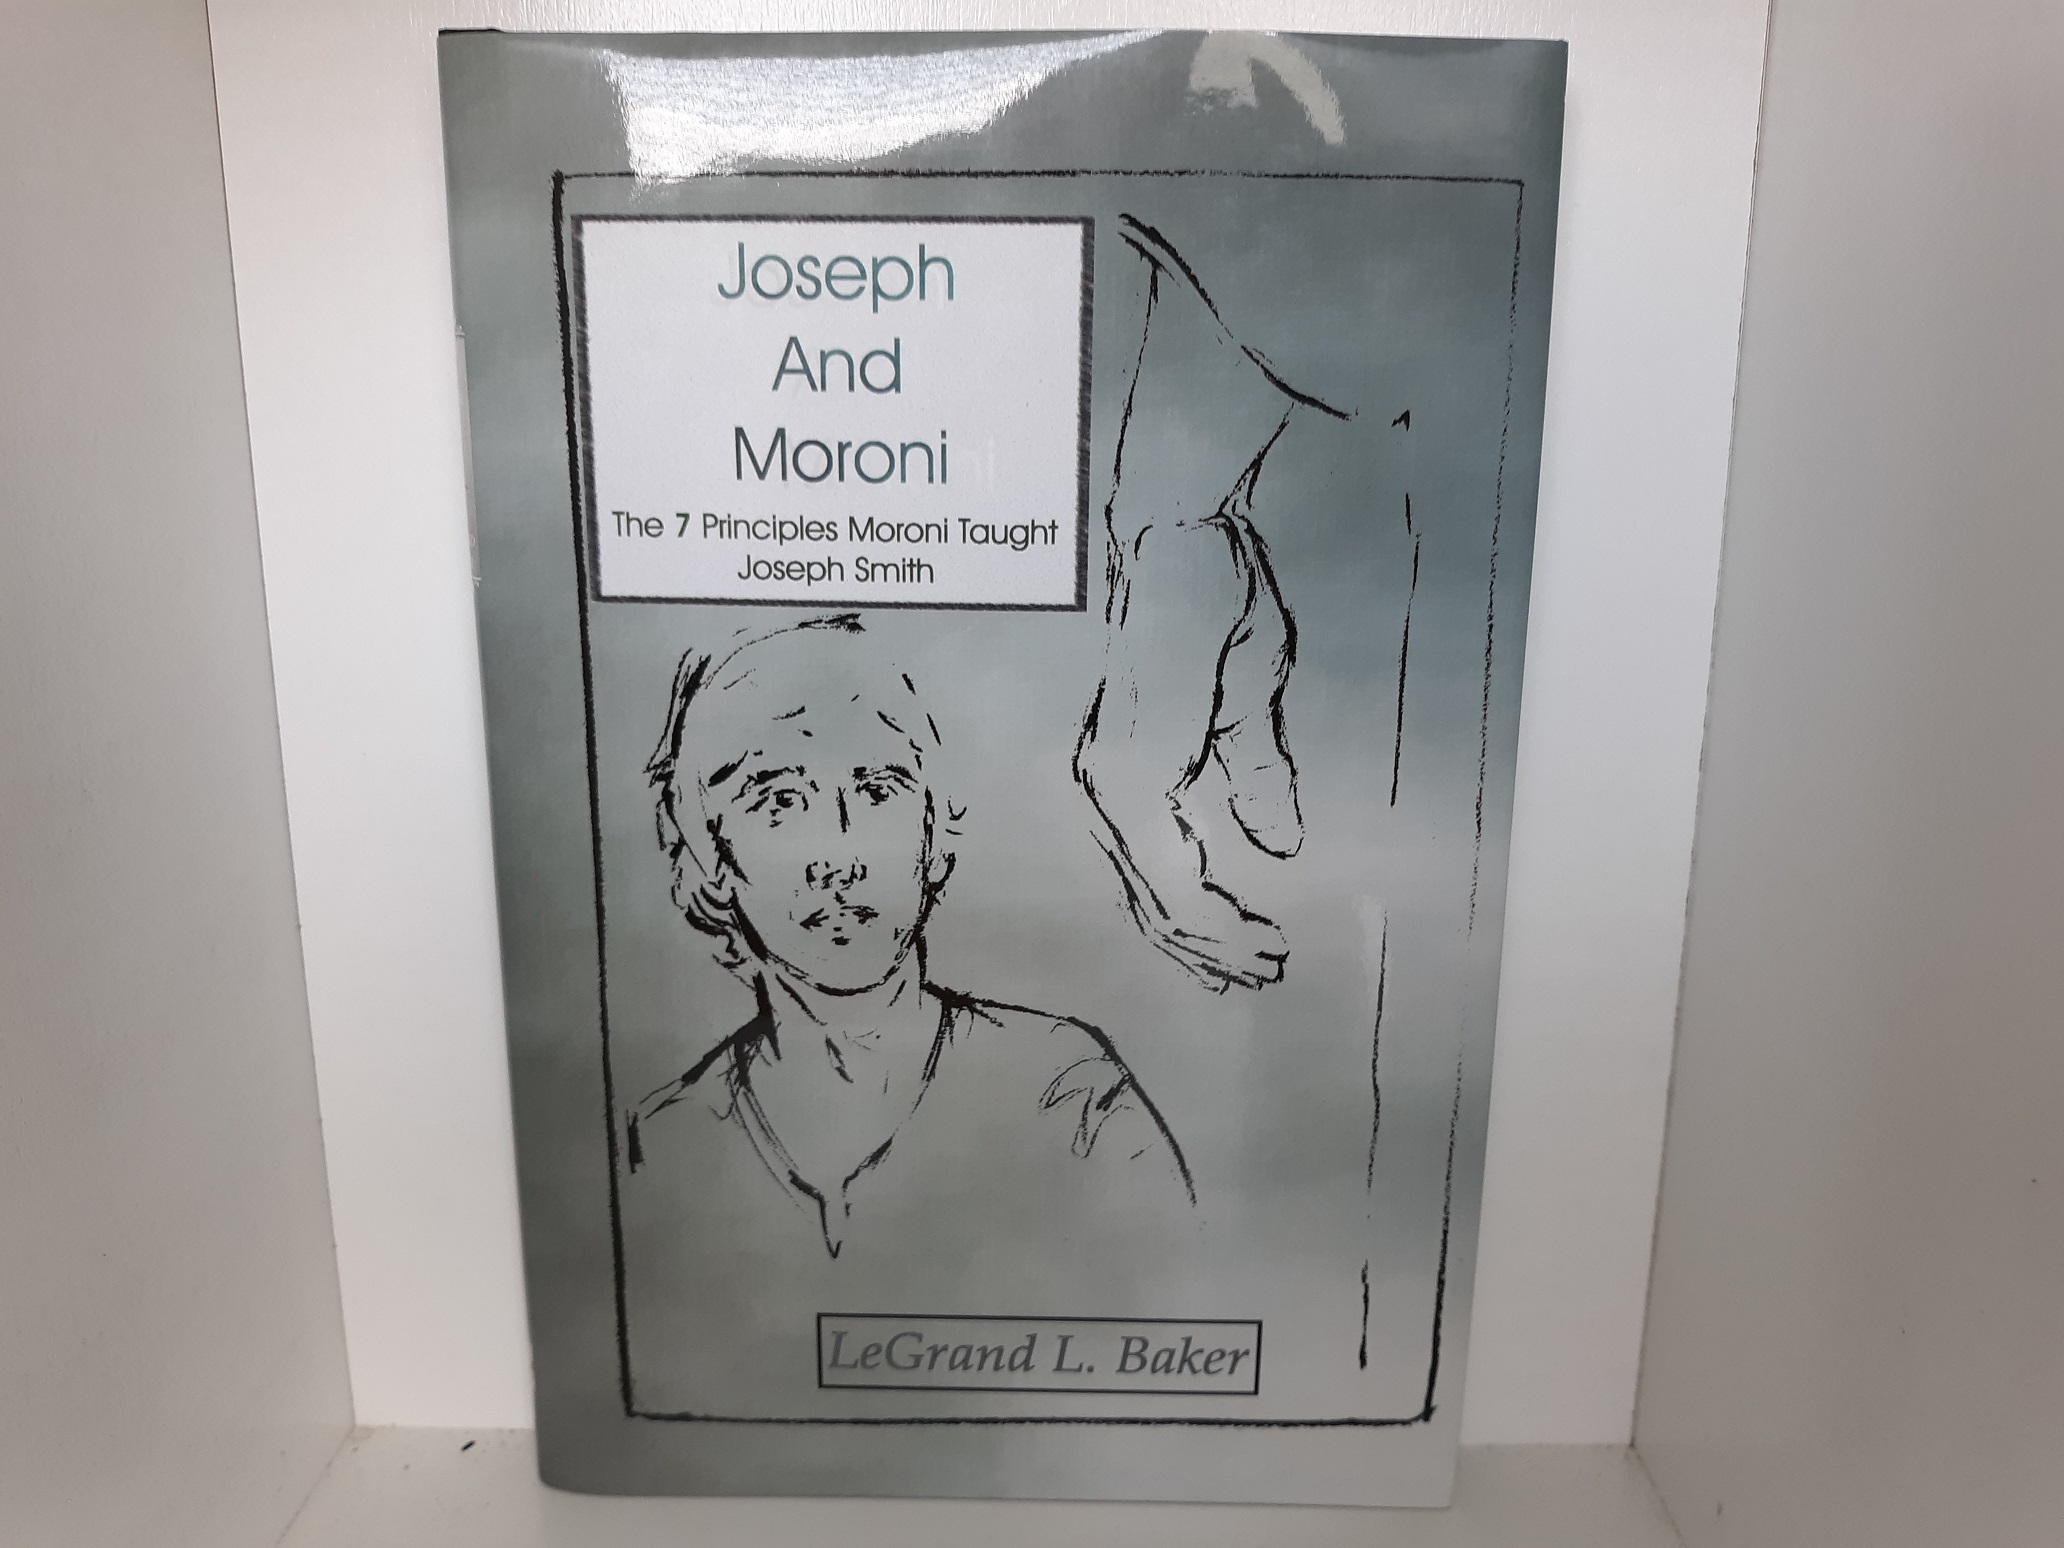 Joseph
And
Moroni
The 7 Principles Moroni Taught
Joseph Smith
LeGrand L. Baker